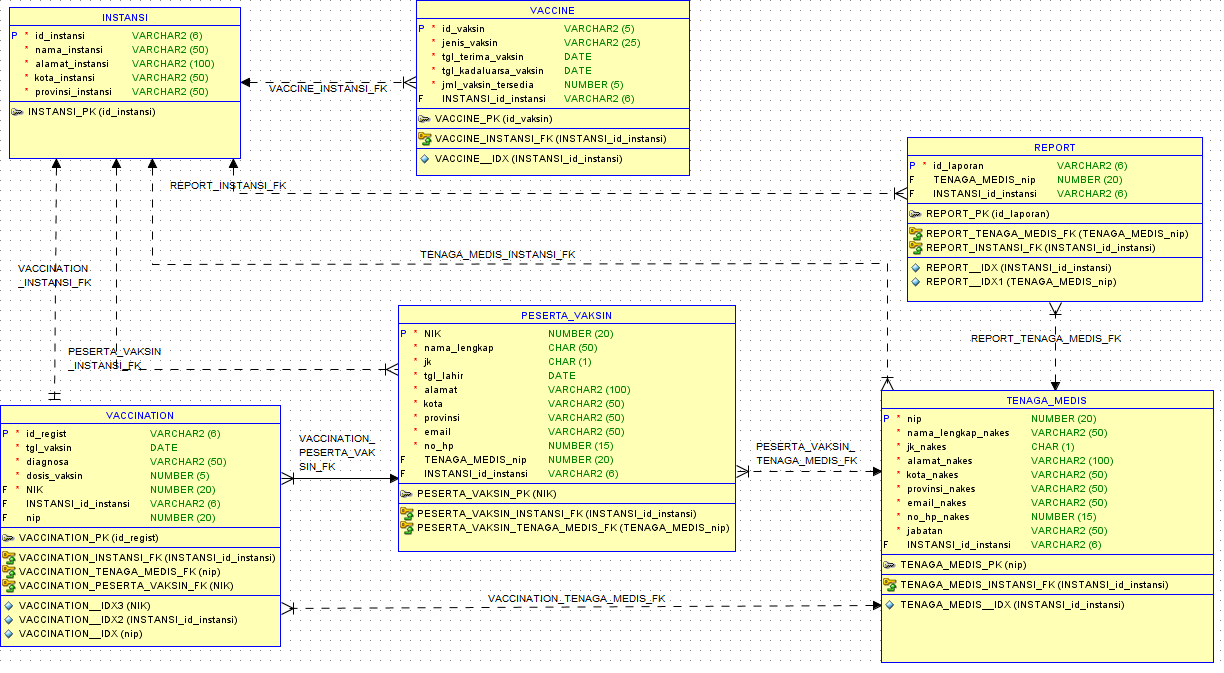 INSTANSI
P * id_instansi VARCHAR2 (6)
* nama_instansi VARCHAR2 (50)
* alamat_instansi VARCHAR2 (100)
* kota_instansi VARCHAR2 (50)
* provinsi_instansi VARCHAR2 (50)
INSTANSI_PK (id_instansi)
VACCINE_INSTANSI_FK
VACCINE
P * id_vaksin VARCHAR2 (5)
* jenis_vaksin VARCHAR2 (25)
* tgl_terima_vaksin DATE
* tgl_kadaluarsa_vaksin DATE
* jml_vaksin_tersedia NUMBER (5)
F INSTANSI_id_instansi VARCHAR2 (6)
VACCINE_PK (id_vaksin)
VACCINE_INSTANSI_FK (INSTANSI_id_instansi)
VACCINE__IDX (INSTANSI_id_instansi)
REPORT
P * id_laporan VARCHAR2 (6)
F TENAGA_MEDIS_nip NUMBER (20)
F INSTANSI_id_instansi VARCHAR2 (6)
REPORT_PK (id_laporan)
REPORT_TENAGA_MEDIS_FK (TENAGA_MEDIS_nip)
REPORT_INSTANSI_FK (INSTANSI_id_instansi)
REPORT__IDX (INSTANSI_id_instansi)
REPORT__IDX1 (TENAGA_MEDIS_nip)
REPORT_INSTANSI_FK
TENAGA_MEDIS_INSTANSI_FK
VACCINATION
_INSTANSI_FK
PESERTA_VAKSIN
_INSTANSI_FK
REPORT_TENAGA_MEDIS_FK
PESERTA_VAKSIN
P * NIK NUMBER (20)
* nama_lengkap CHAR (50)
* jk CHAR (1)
* tgl_lahir DATE
* alamat VARCHAR2 (100)
* kota VARCHAR2 (50)
* provinsi VARCHAR2 (50)
* email VARCHAR2 (50)
* no_hp NUMBER (15)
F TENAGA_MEDIS_nip NUMBER (20)
F INSTANSI_id_instansi VARCHAR2 (6)
PESERTA_VAKSIN_PK (NIK)
PESERTA_VAKSIN_INSTANSI_FK (INSTANSI_id_instansi)
PESERTA_VAKSIN_TENAGA_MEDIS_FK (TENAGA_MEDIS_nip)
VACCINATION
P * id_regist VARCHAR2 (6)
* tgl_vaksin DATE
* diagnosa VARCHAR2 (50)
* dosis_vaksin NUMBER (5)
F * NIK NUMBER (20)
F INSTANSI_id_instansi VARCHAR2 (6)
F nip NUMBER (20)
VACCINATION_PK (id_regist)
VACCINATION_INSTANSI_FK (INSTANSI_id_instansi)
VACCINATION_TENAGA_MEDIS_FK (nip)
VACCINATION_PESERTA_VAKSIN_FK (NIK)
VACCINATION__IDX3 (NIK)
VACCINATION__IDX2 (INSTANSI_id_instansi)
VACCINATION__IDX (nip)
VACCINATION_
PESERTA_VAK
SIN_FK
PESERTA_VAKSIN_
TENAGA_MEDIS_FK
VACCINATION_TENAGA_MEDIS_FK
TENAGA_MEDIS
P * nip NUMBER (20)
* nama_lengkap_nakes VARCHAR2 (50)
* jk_nakes CHAR (1)
* alamat_nakes VARCHAR2 (100)
* kota_nakes VARCHAR2 (50)
* provinsi_nakes VARCHAR2 (50)
* email_nakes VARCHAR2 (50)
* no_hp_nakes NUMBER (15)
* jabatan VARCHAR2 (50)
F INSTANSI_id_instansi VARCHAR2 (6)
TENAGA_MEDIS_PK (nip)
TENAGA_MEDIS_INSTANSI_FK (INSTANSI_id_instansi)
TENAGA_MEDIS__IDX (INSTANSI_id_instansi)